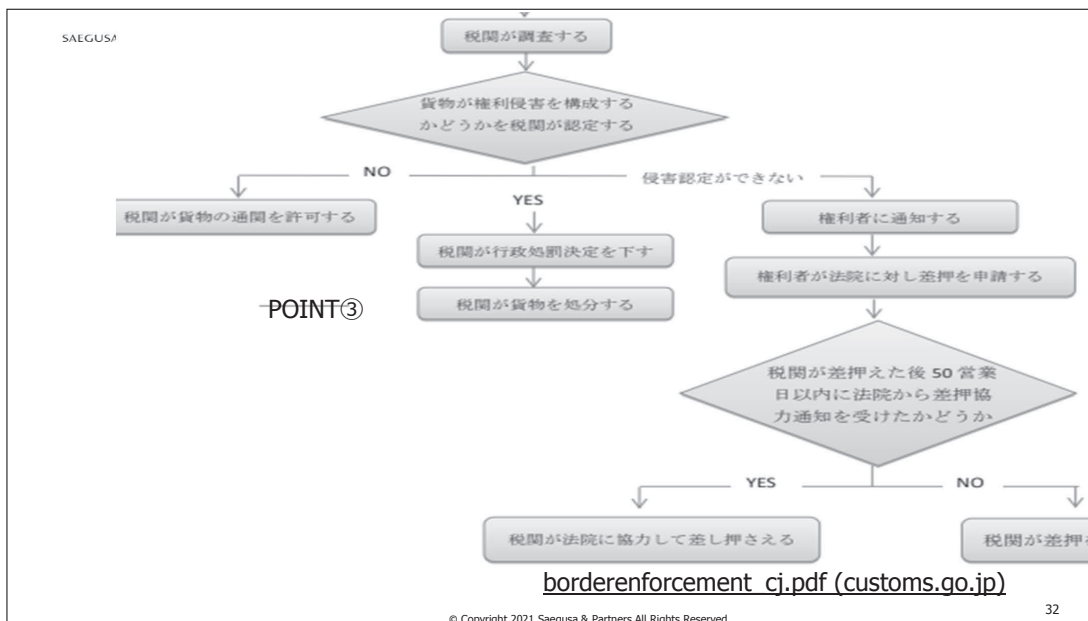 SAEGUSA
税関が調査する
貨物が権利侵害を構成する
かどうかを税関が認定する
NO
侵害認定ができない
YES
税関が貨物の通関を許可する
権利者に通知する
税関が行政処罰決定を下す
権利者が法院に対し差押を申請する
POINT③
税関が貨物を処分する
税関が差押えた後 50 営業
日以内に法院から差押協
力通知を受けたかどうか
YES
NO
税関が法院に協力して差し押さえる
税関が差押
borderenforcement_cj.pdf (customs.go.jp)
© Copyright 2021 Saegusa & Partners All Rights Reserved
32